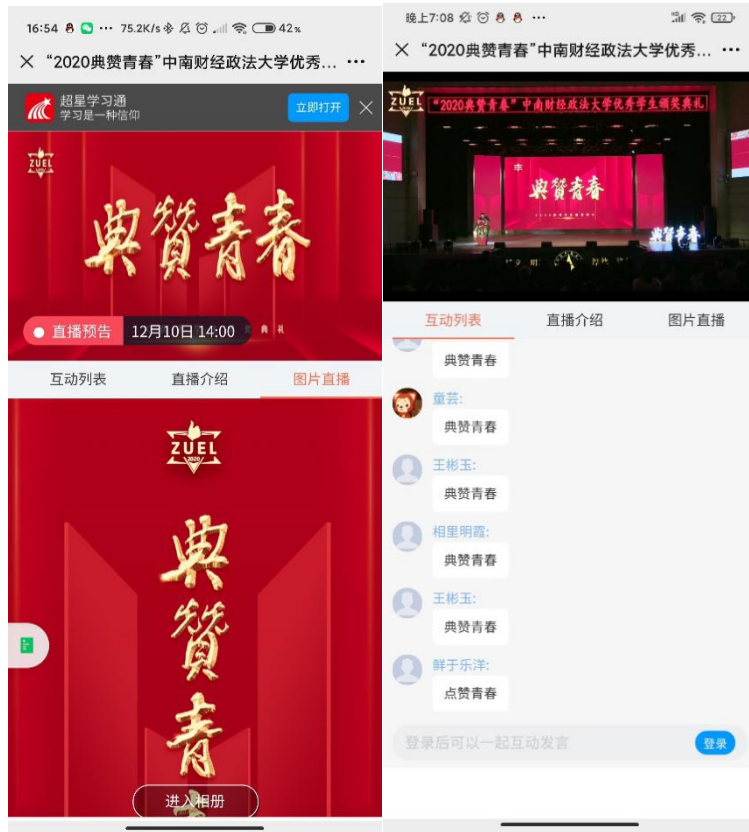 16:54 ··· 75.2K/s 42%
“2020典赞青春”中南财经政法大学优秀... ···
超星学习通
学习是一种信仰
立即打开
ZUEL
典贊青春
直播预告 12月10日 14:00 典礼
互动列表 直播介绍 图片直播
ZUEL
2020
典
贊
青
进入相册
晚上7:08 ··· 22
“2020典赞青春”中南财经政法大学优秀... ···
ZUEL
“2020典赞青春”中南财经政法大学优秀学生颁奖典礼
典贊青春
典贊青春
互动列表 直播介绍 图片直播
典赞青春
童芸:
典赞青春
王彬玉:
典赞青春
相里明霞:
典赞青春
王彬玉:
典赞青春
鲜于乐洋:
点赞青春
登录后可以一起互动发言 登录